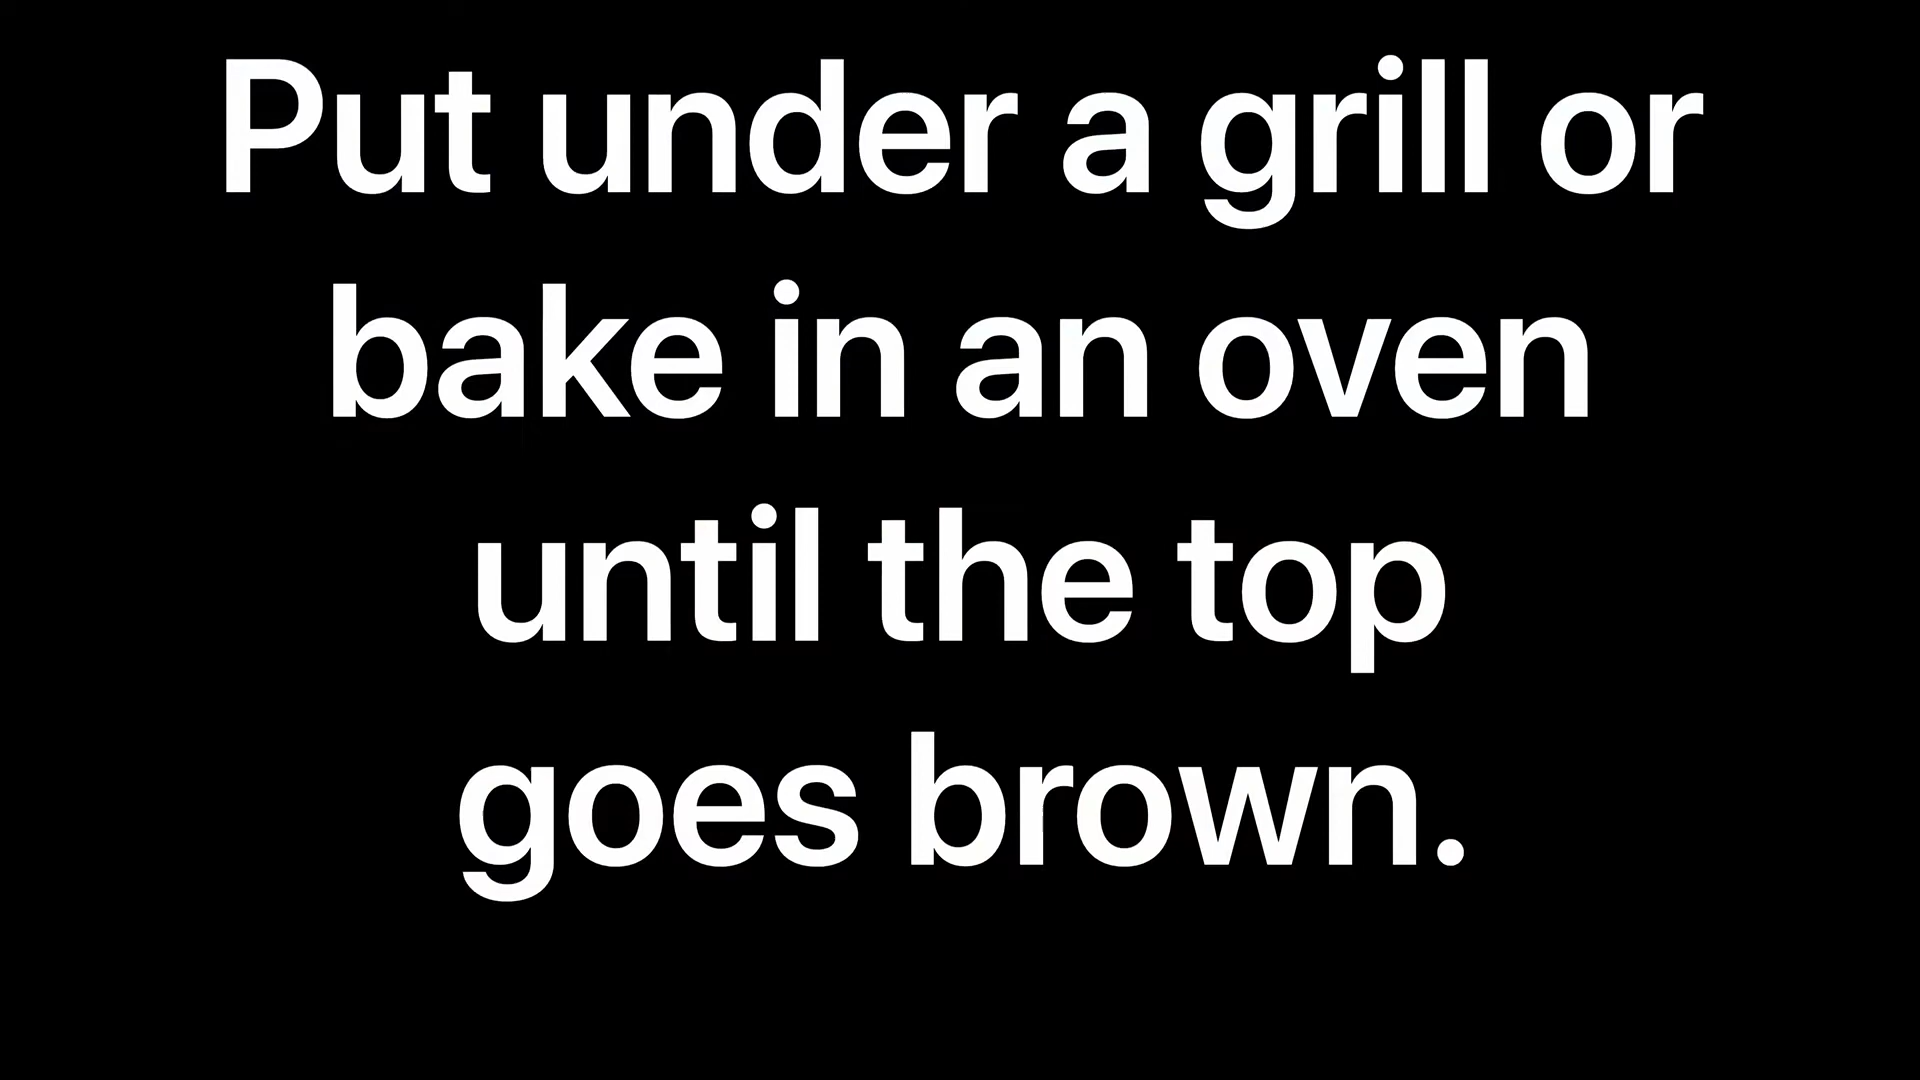 Put under a grill or
bake in an oven
until the top
goes brown.